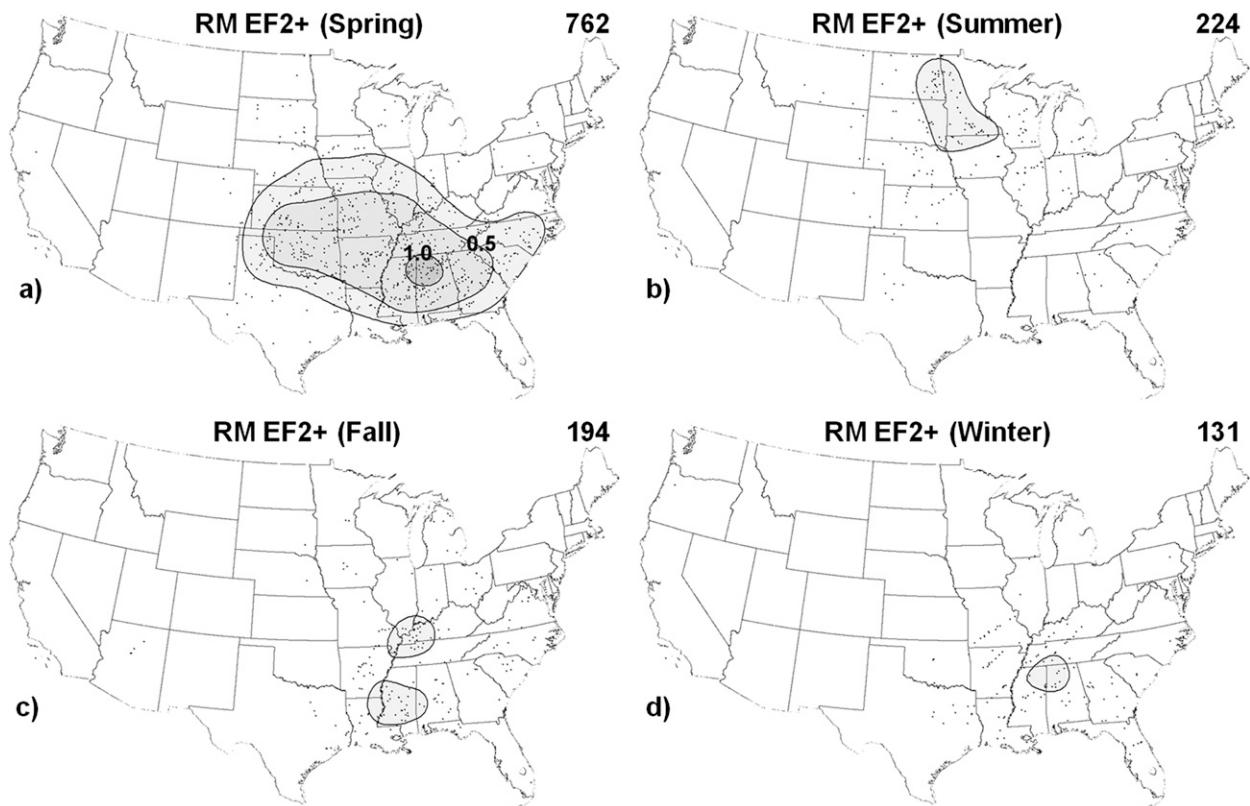 RM EF2+ (Spring) 762
RM EF2+ (Summer) 224
1.0
0.5
a)
b)
RM EF2+ (Fall) 194
RM EF2+ (Winter) 131
c)
d)